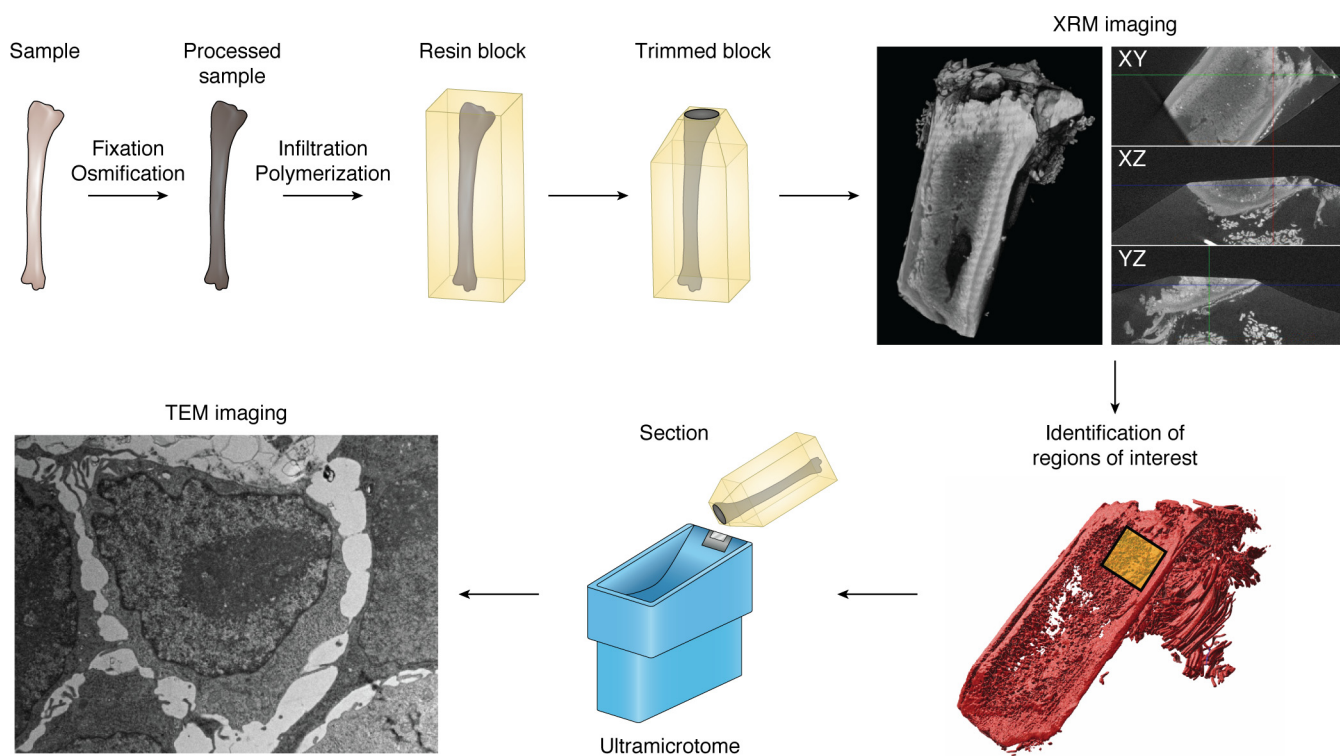 XRM imaging
Sample
Processed
sample
Resin block
Trimmed block
XY
Fixation
Osmification
Infiltration
Polymerization
XZ
YZ
TEM imaging
Section
Identification of
regions of interest
Ultramicrotome